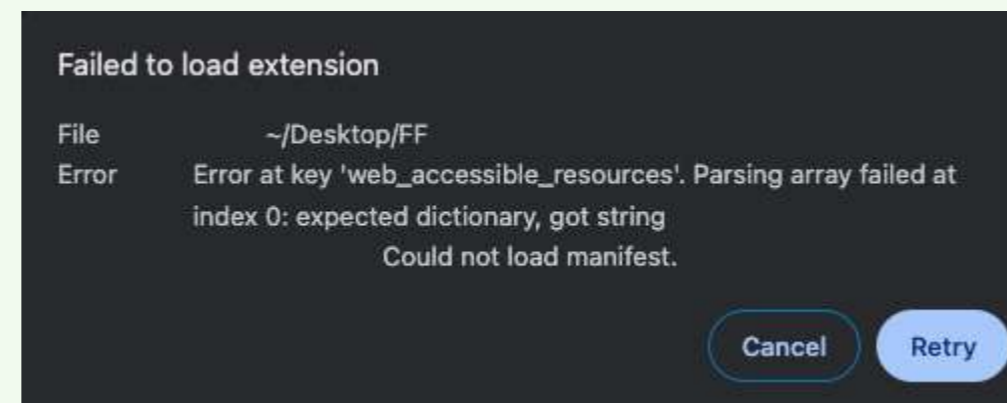 Failed to load extension
File ~/Desktop/FF
Error Error at key 'web_accessible_resources'. Parsing array failed at
index 0: expected dictionary, got string
Could not load manifest.
Cancel Retry